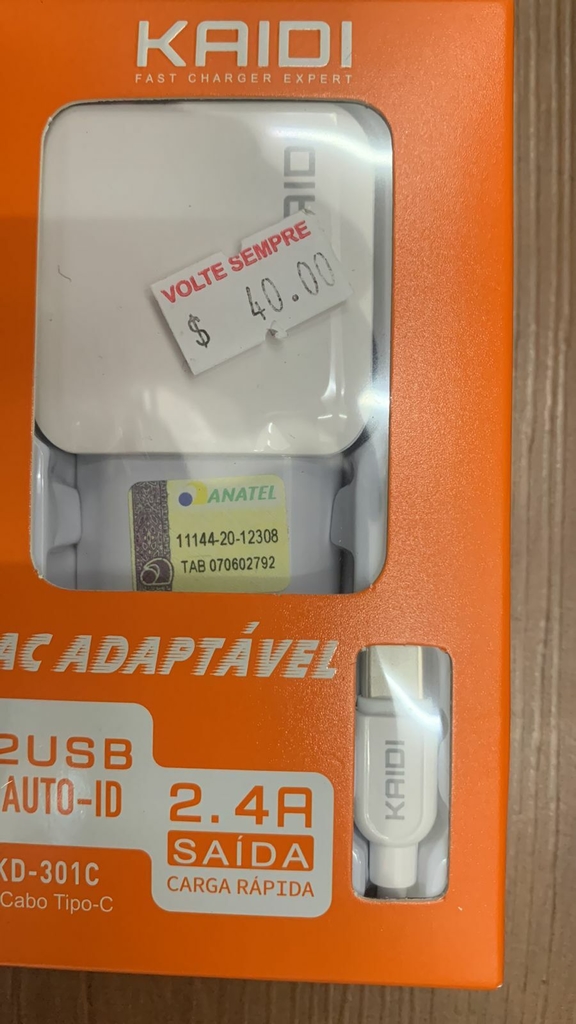 KAIDI
FAST CHARGER EXPERT
VOLTE SEMPRE
$ 40.00
ANATEL
11144-20-12308
TAB 070602792
AC ADAPTÁVEL
2USB
AUTO-ID
2.4A
SAÍDA
CARGA RÁPIDA
KD-301C
Cabo Tipo-C
KAIDI